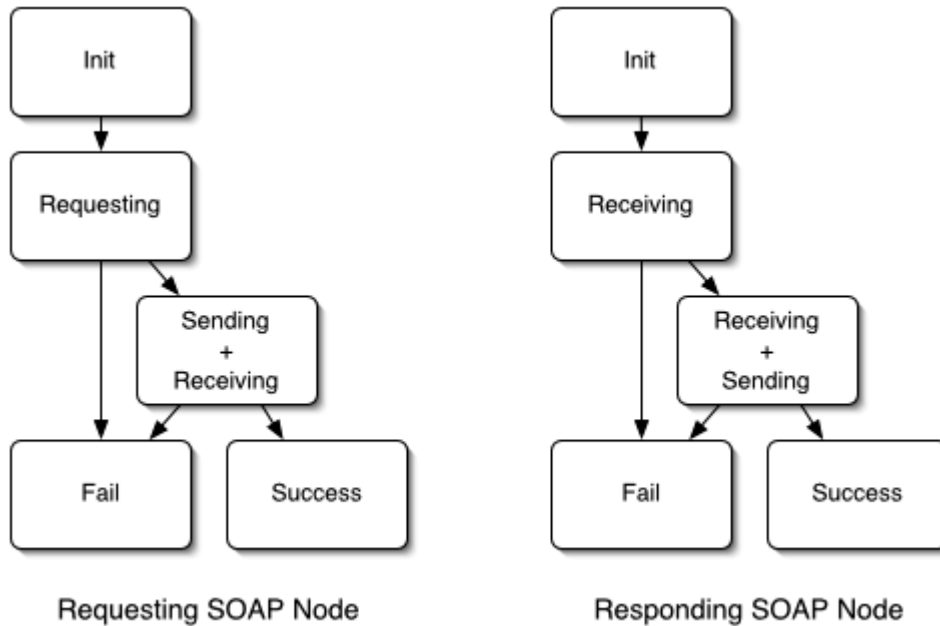 Init
Requesting
Sending
+
Receiving
Fail
Success
Requesting SOAP Node
Init
Receiving
Receiving
+
Sending
Fail
Success
Responding SOAP Node